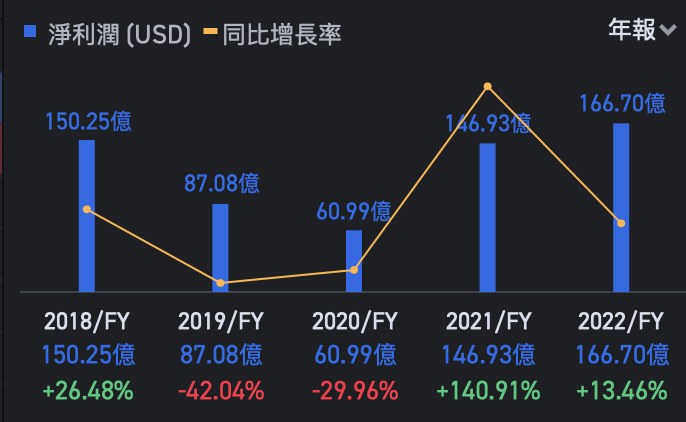 淨利潤 (USD) 同比增長率 年報
150.25億 87.08億 60.99億 146.93億 166.70億
2018/FY 2019/FY 2020/FY 2021/FY 2022/FY
150.25億 87.08億 60.99億 146.93億 166.70億
+26.48% -42.04% -29.96% +140.91% +13.46%